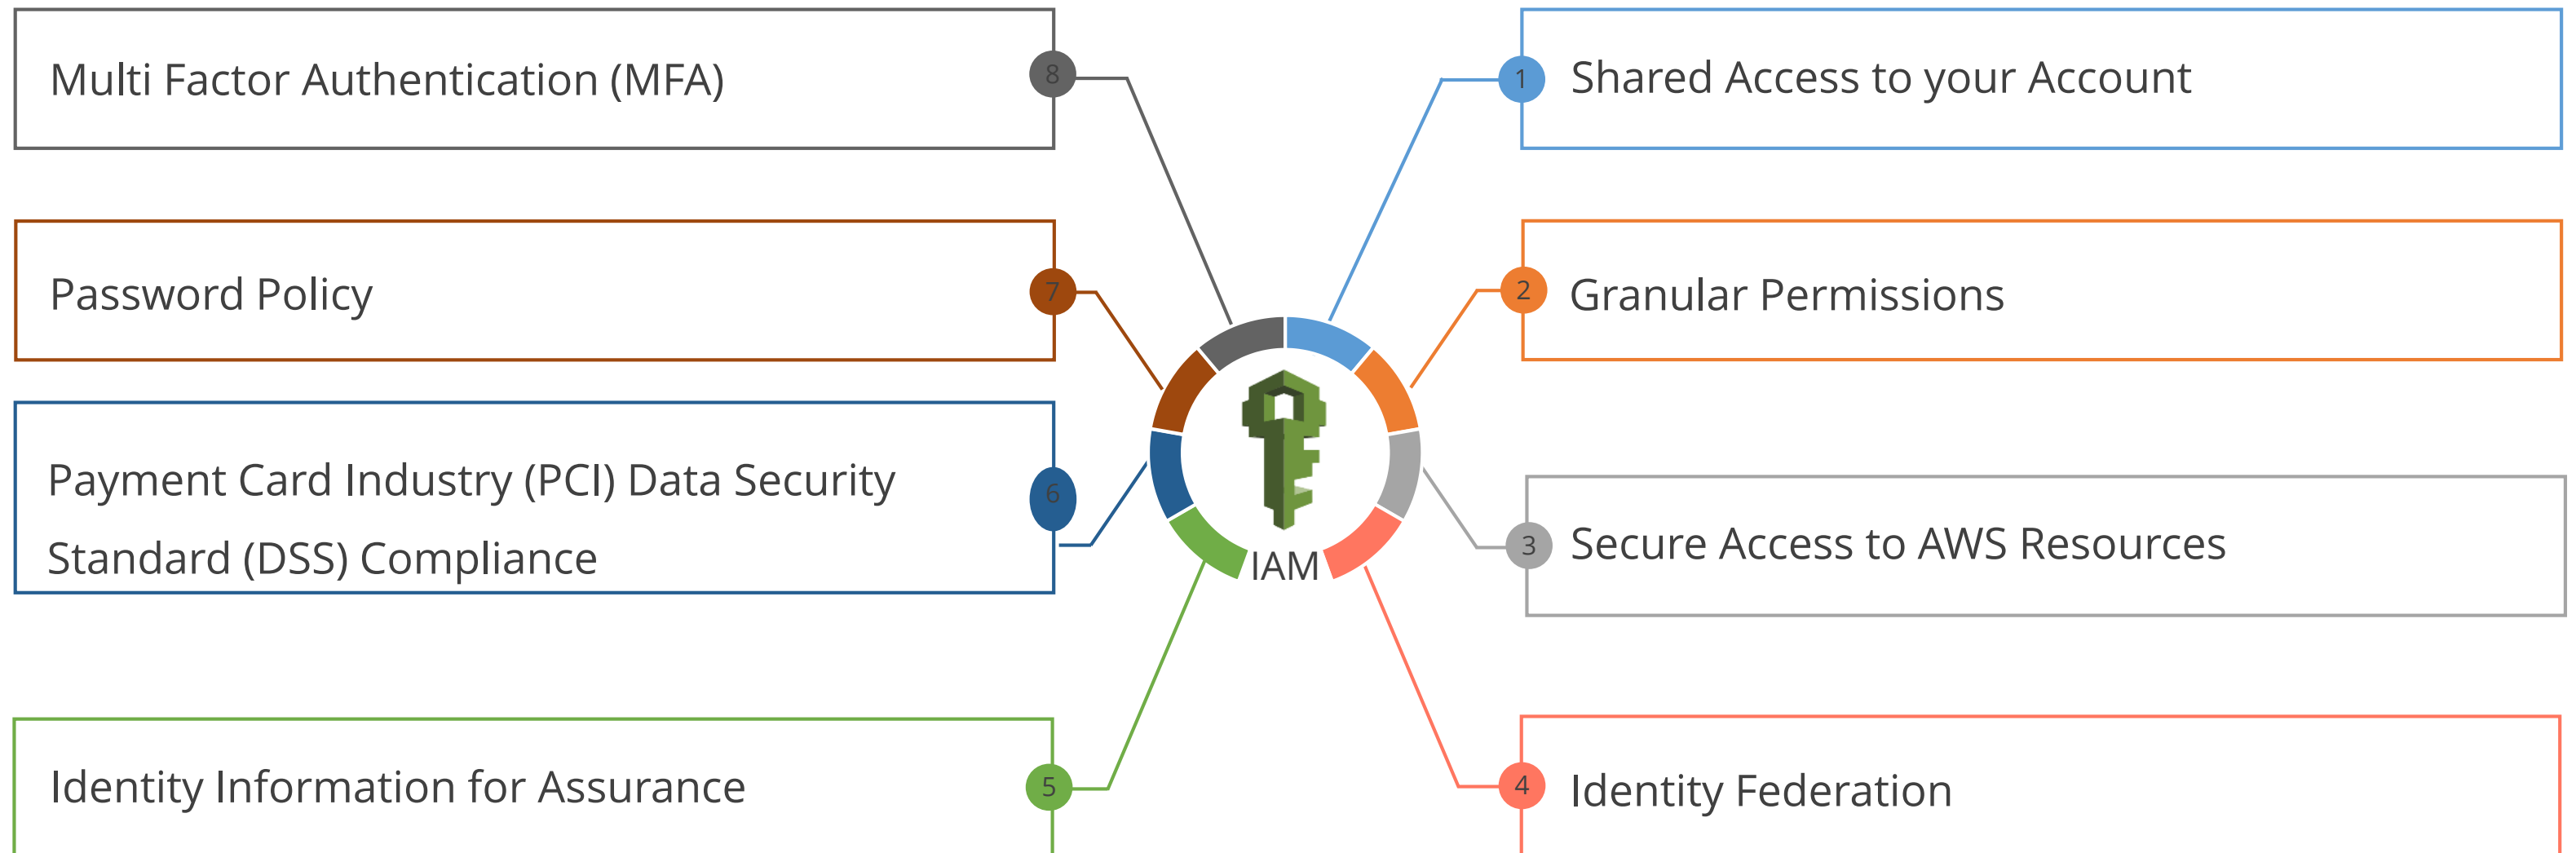 8
Multi Factor Authentication (MFA)
1
Shared Access to your Account
7
Password Policy
2
Granular Permissions
6
Payment Card Industry (PCI) Data Security
Standard (DSS) Compliance
3
Secure Access to AWS Resources
IAM
5
Identity Information for Assurance
4
Identity Federation